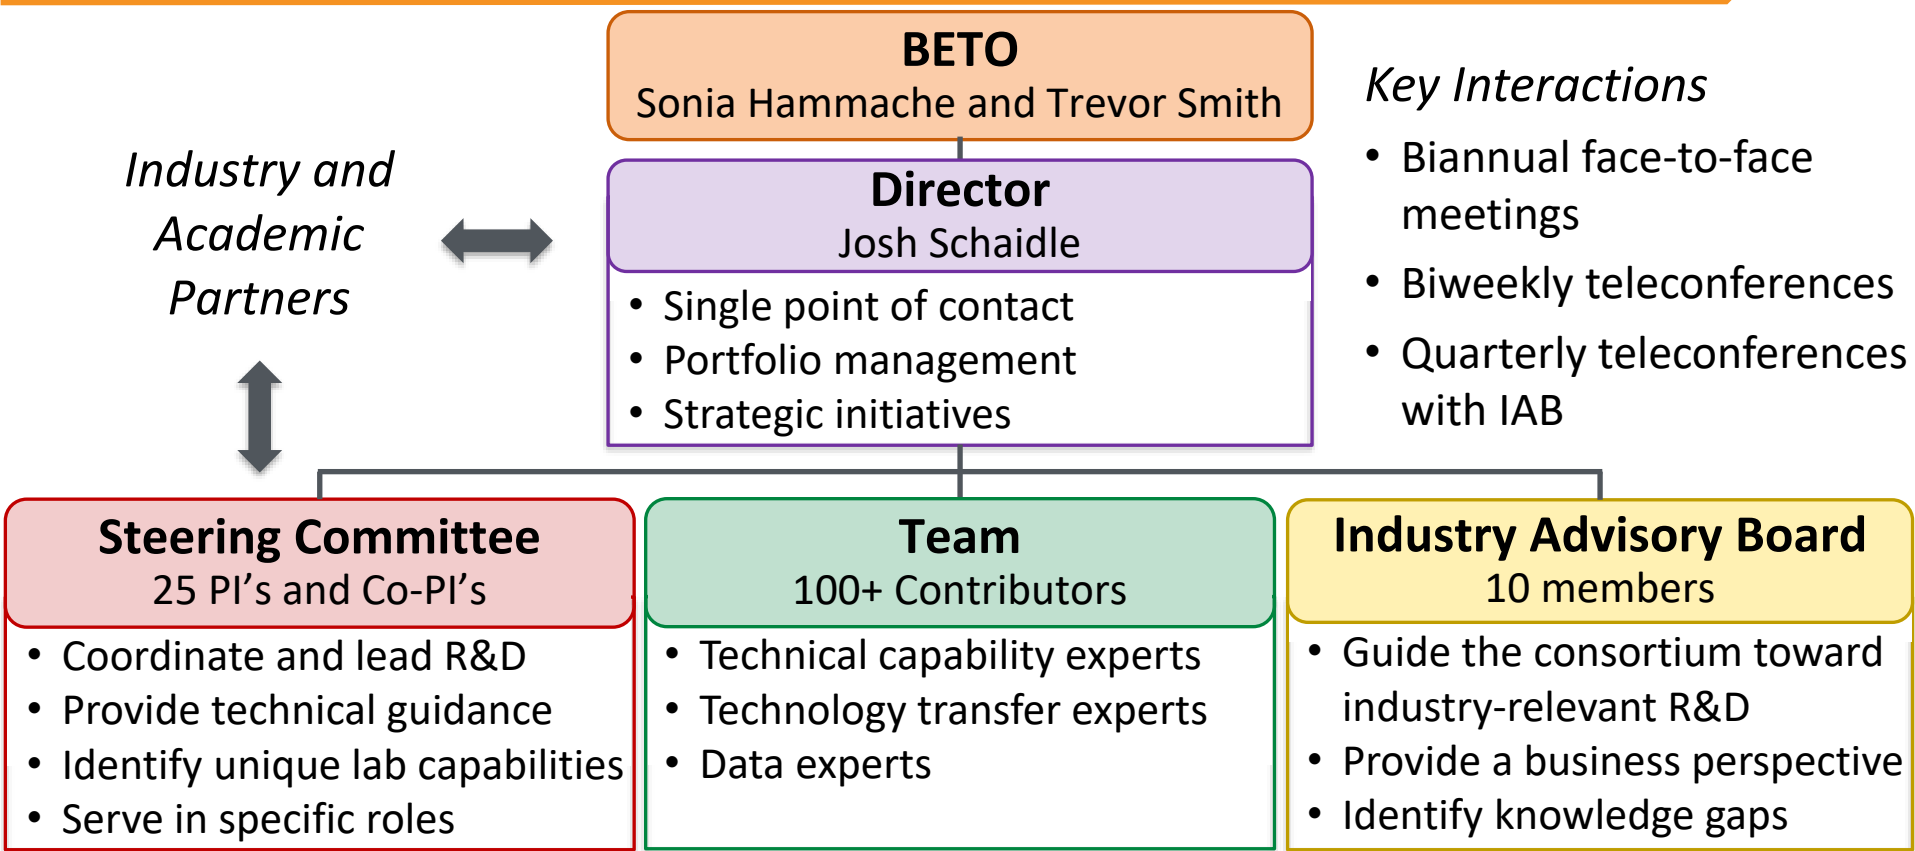 BETO
Sonia Hammache and Trevor Smith
Industry and
Academic
Partners
Director
Josh Schaidle
• Single point of contact
• Portfolio management
• Strategic initiatives
Key Interactions
• Biannual face-to-face
meetings
• Biweekly teleconferences
• Quarterly teleconferences
with IAB
Steering Committee
25 PI’s and Co-PI’s
• Coordinate and lead R&D
• Provide technical guidance
• Identify unique lab capabilities
• Serve in specific roles
Team
100+ Contributors
• Technical capability experts
• Technology transfer experts
• Data experts
Industry Advisory Board
10 members
• Guide the consortium toward
industry-relevant R&D
• Provide a business perspective
• Identify knowledge gaps